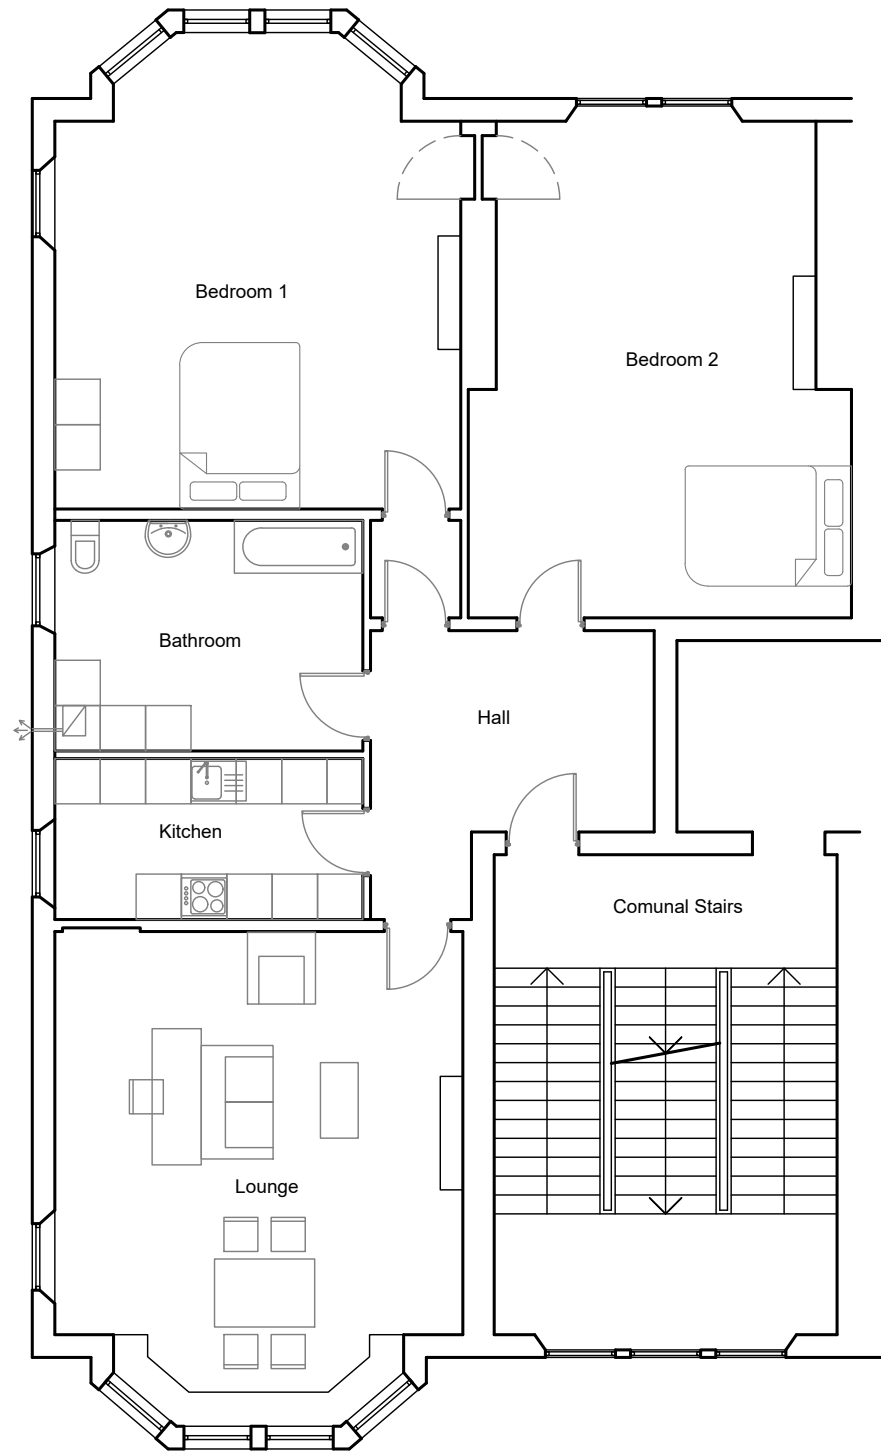 Bedroom 1
Bedroom 2
Bathroom
Hall
Kitchen
Comunal Stairs
Lounge